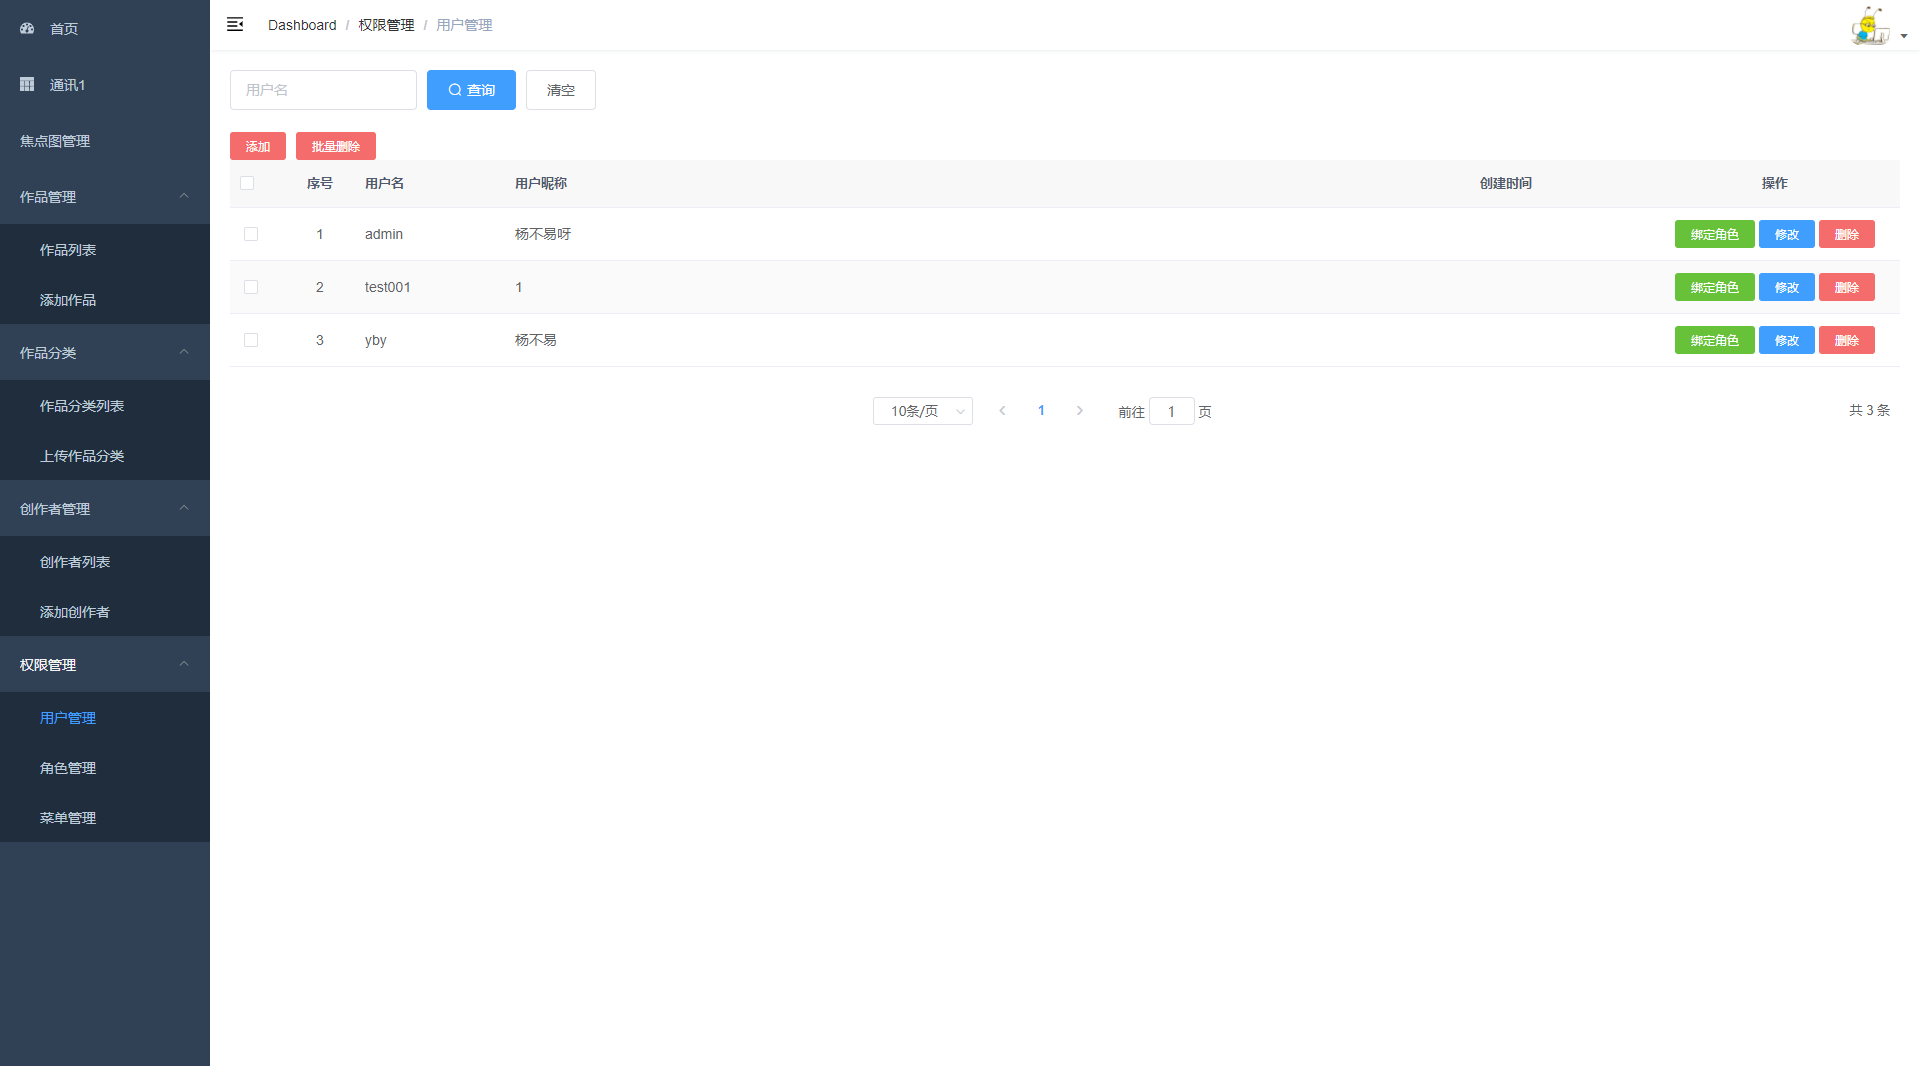 首页
通讯1
焦点图管理
作品管理
作品列表
添加作品
作品分类
作品分类列表
上传作品分类
创作者管理
创作者列表
添加创作者
权限管理
用户管理
角色管理
菜单管理
Dashboard / 权限管理 / 用户管理
用户名 查询 清空
添加 批量删除
序号 用户名 用户昵称 创建时间 操作
1 admin 杨不易呀 绑定角色 修改 删除
2 test001 1 绑定角色 修改 删除
3 yby 杨不易 绑定角色 修改 删除
10条/页 1 前往 1 页 共 3 条